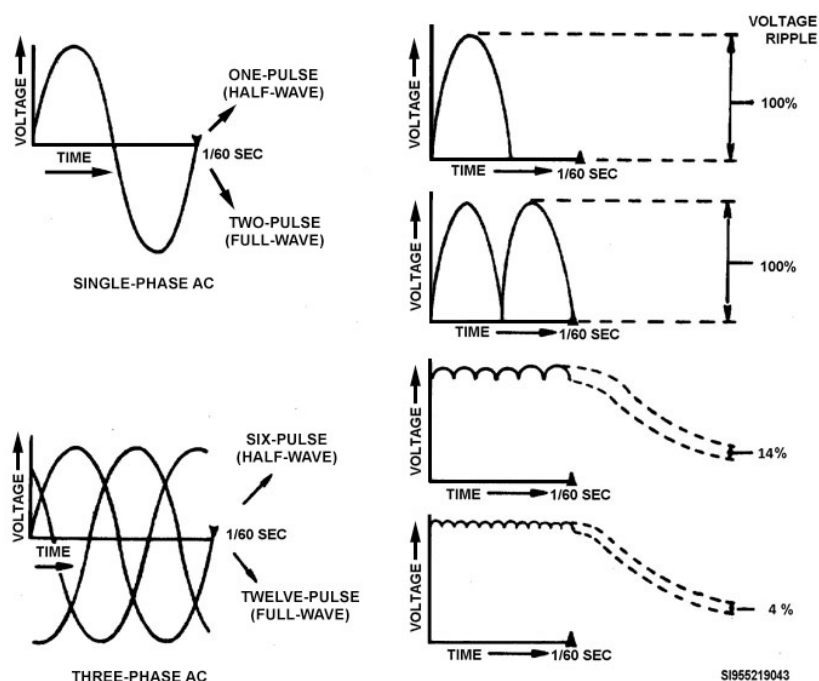 VOLTAGE
TIME
1/60 SEC
ONE-PULSE
(HALF-WAVE)
TWO-PULSE
(FULL-WAVE)
SINGLE-PHASE AC
VOLTAGE
TIME
1/60 SEC
VOLTAGE
RIPPLE
100%
VOLTAGE
TIME
1/60 SEC
100%
VOLTAGE
TIME
1/60 SEC
SIX-PULSE
(HALF-WAVE)
TWELVE-PULSE
(FULL-WAVE)
THREE-PHASE AC
VOLTAGE
TIME
1/60 SEC
14%
VOLTAGE
TIME
1/60 SEC
4 %
SI955219043